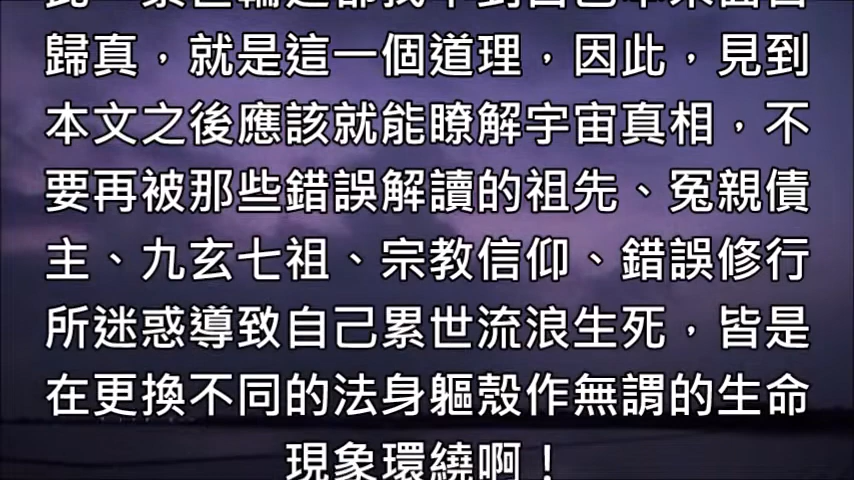 歸真，就是這一個道理，因此，見到
本文之後應該就能瞭解宇宙真相，不
要再被那些錯誤解讀的祖先、冤親債
主、九玄七祖、宗教信仰、錯誤修行
所迷惑導致自己累世流浪生死，皆是
在更換不同的法身軀殼作無謂的生命
現象環繞啊！